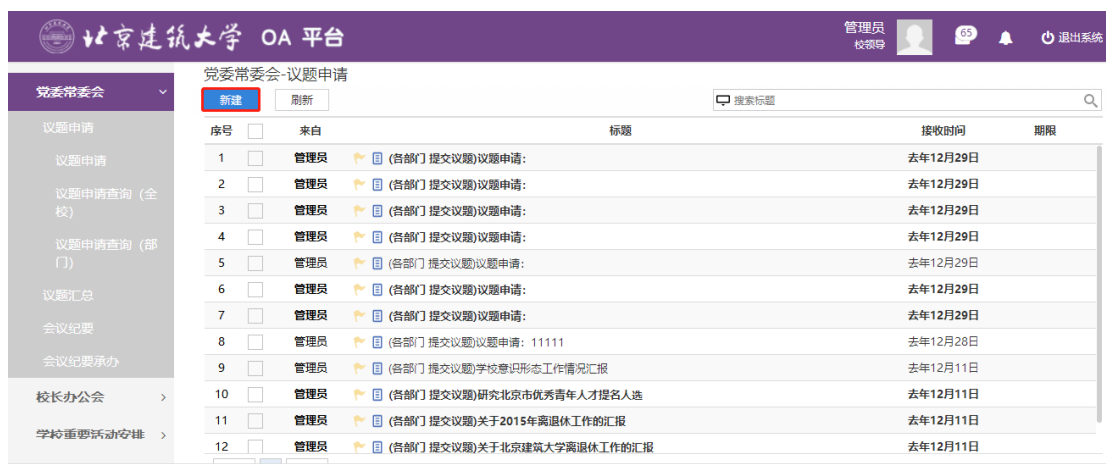 北京建筑大学 OA 平台
管理员
校领导
65
退出系统
党委常委会
议题申请
议题申请
议题申请查询（全
校）
议题申请查询（部
门）
议题汇总
会议纪要
会议纪要承办
校长办公会
学校重要活动安排
党委常委会-议题申请
新建 刷新 搜索标题
序号 来自 标题 接收时间 期限
1 管理员 (各部门 提交议题)议题申请: 去年12月29日
2 管理员 (各部门 提交议题)议题申请: 去年12月29日
3 管理员 (各部门 提交议题)议题申请: 去年12月29日
4 管理员 (各部门 提交议题)议题申请: 去年12月29日
5 管理员 (各部门 提交议题)议题申请: 去年12月29日
6 管理员 (各部门 提交议题)议题申请: 去年12月29日
7 管理员 (各部门 提交议题)议题申请: 去年12月29日
8 管理员 (各部门 提交议题)议题申请: 11111 去年12月28日
9 管理员 (各部门 提交议题)学校意识形态工作情况汇报 去年12月11日
10 管理员 (各部门 提交议题)研究北京市优秀青年人才提名人选 去年12月11日
11 管理员 (各部门 提交议题)关于2015年离退休工作的汇报 去年12月11日
12 管理员 (各部门 提交议题)关于北京建筑大学离退休工作的汇报 去年12月11日